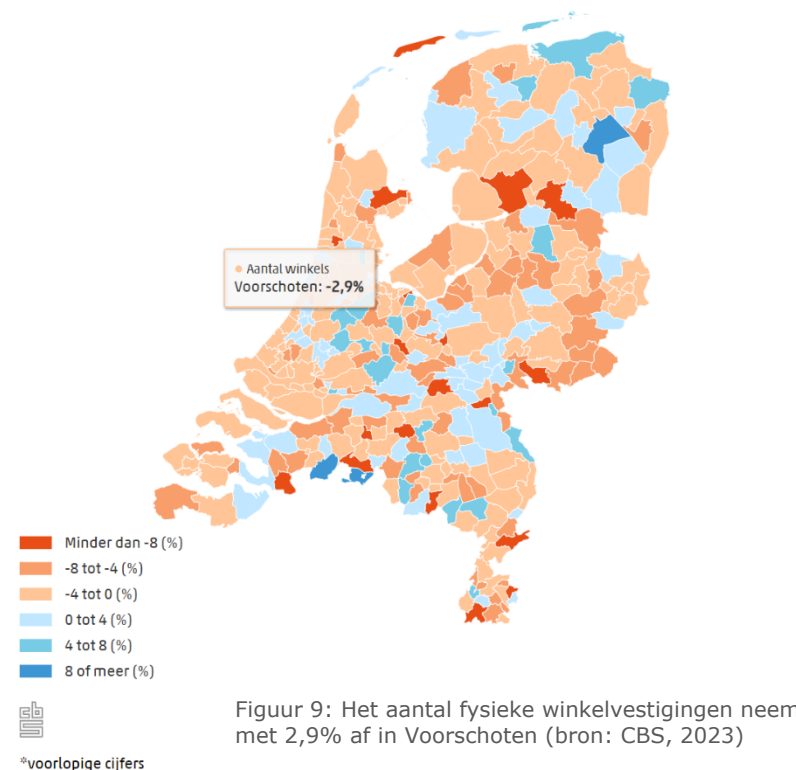 Aantal winkels
Voorschoten: -2,9%
Minder dan -8 (%)
-8 tot -4 (%)
-4 tot 0 (%)
0 tot 4 (%)
4 tot 8 (%)
8 of meer (%)
cbs
*voorlopige cijfers
Figuur 9: Het aantal fysieke winkelvestigingen neem
met 2,9% af in Voorschoten (bron: CBS, 2023)